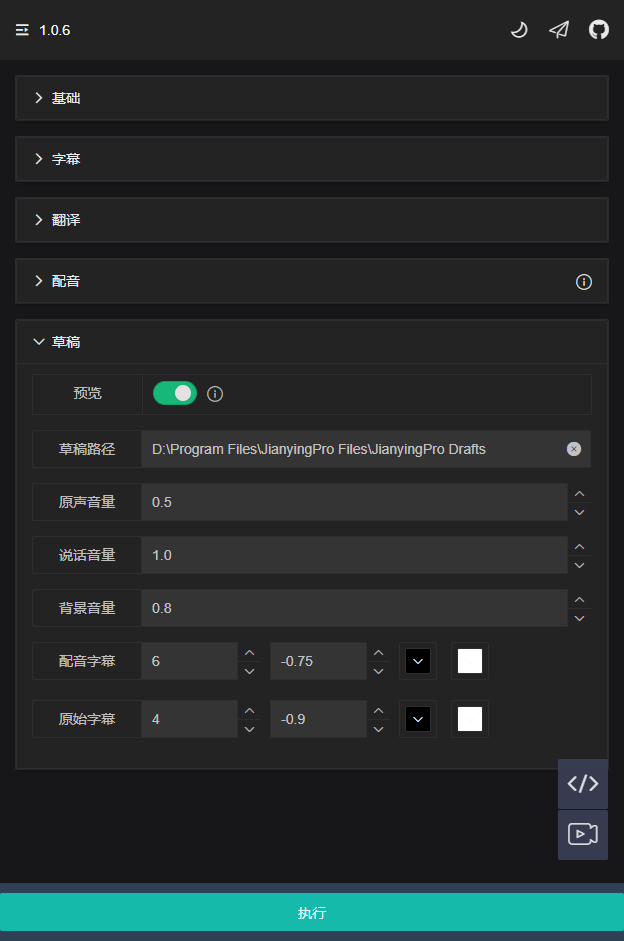 1.0.6
基础
字幕
翻译
配音
草稿
预览
草稿路径 D:\Program Files\JianyingPro Files\JianyingPro Drafts
原声音量 0.5
说话音量 1.0
背景音量 0.8
配音字幕 6 -0.75
原始字幕 4 -0.9
执行